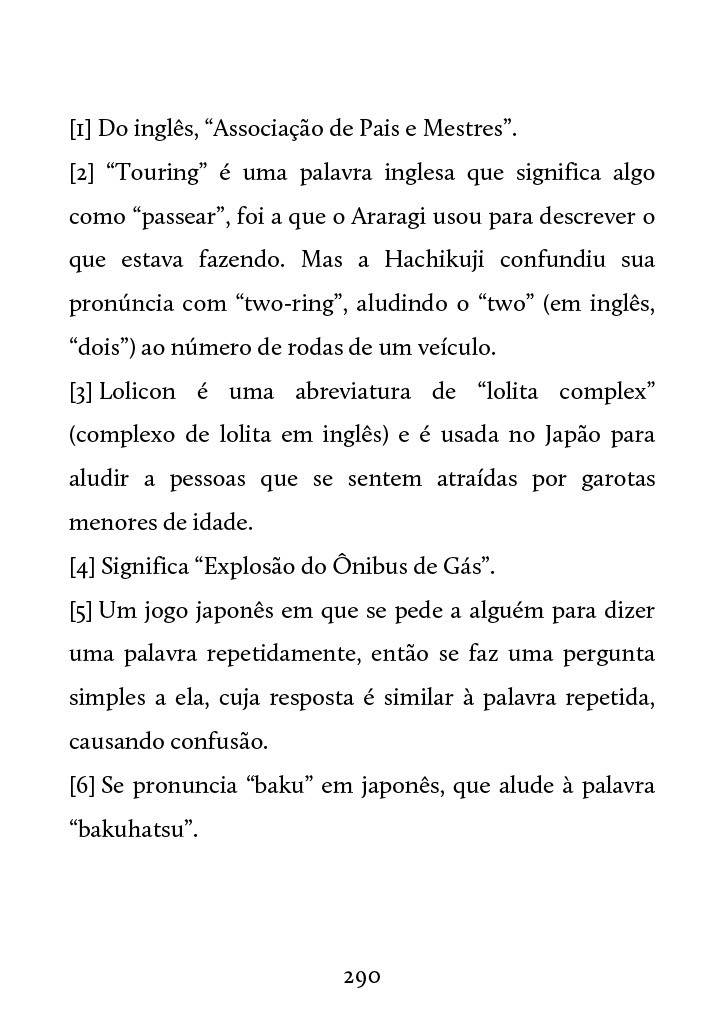 [1] Do inglês, “Associação de Pais e Mestres”.
[2] “Touring” é uma palavra inglesa que significa algo
como “passear”, foi a que o Araragi usou para descrever o
que estava fazendo. Mas a Hachikuji confundiu sua
pronúncia com “two-ring”, aludindo o “two” (em inglês,
“dois”) ao número de rodas de um veículo.
[3] Lolicon é uma abreviatura de “lolita complex”
(complexo de lolita em inglês) e é usada no Japão para
aludir a pessoas que se sentem atraídas por garotas
menores de idade.
[4] Significa “Explosão do Ônibus de Gás”.
[5] Um jogo japonês em que se pede a alguém para dizer
uma palavra repetidamente, então se faz uma pergunta
simples a ela, cuja resposta é similar à palavra repetida,
causando confusão.
[6] Se pronuncia “baku” em japonês, que alude à palavra
“bakuhatsu”.
290